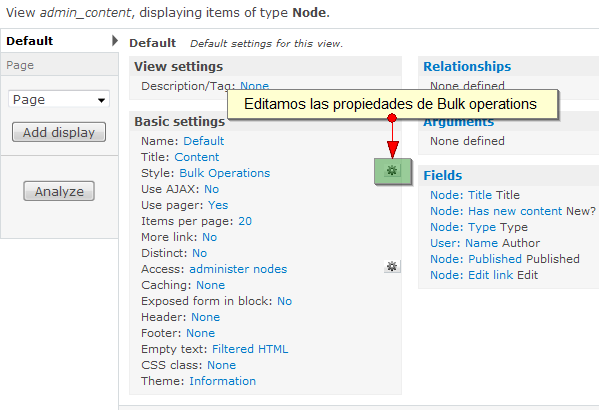 View admin_content, displaying items of type Node.
Default
Page
Page
Add display
Analyze
Default Default settings for this view.
View settings
Description/Tag: None
Editamos las propiedades de Bulk operations
Basic settings
Name: Default
Title: Content
Style: Bulk Operations
Use AJAX: No
Use pager: Yes
Items per page: 20
More link: No
Distinct: No
Access: administer nodes
Caching: None
Exposed form in block: No
Header: None
Footer: None
Empty text: Filtered HTML
CSS class: None
Theme: Information
Relationships
None defined
Arguments
None defined
Fields
Node: Title Title
Node: Has new content New?
Node: Type Type
User: Name Author
Node: Published Published
Node: Edit link Edit